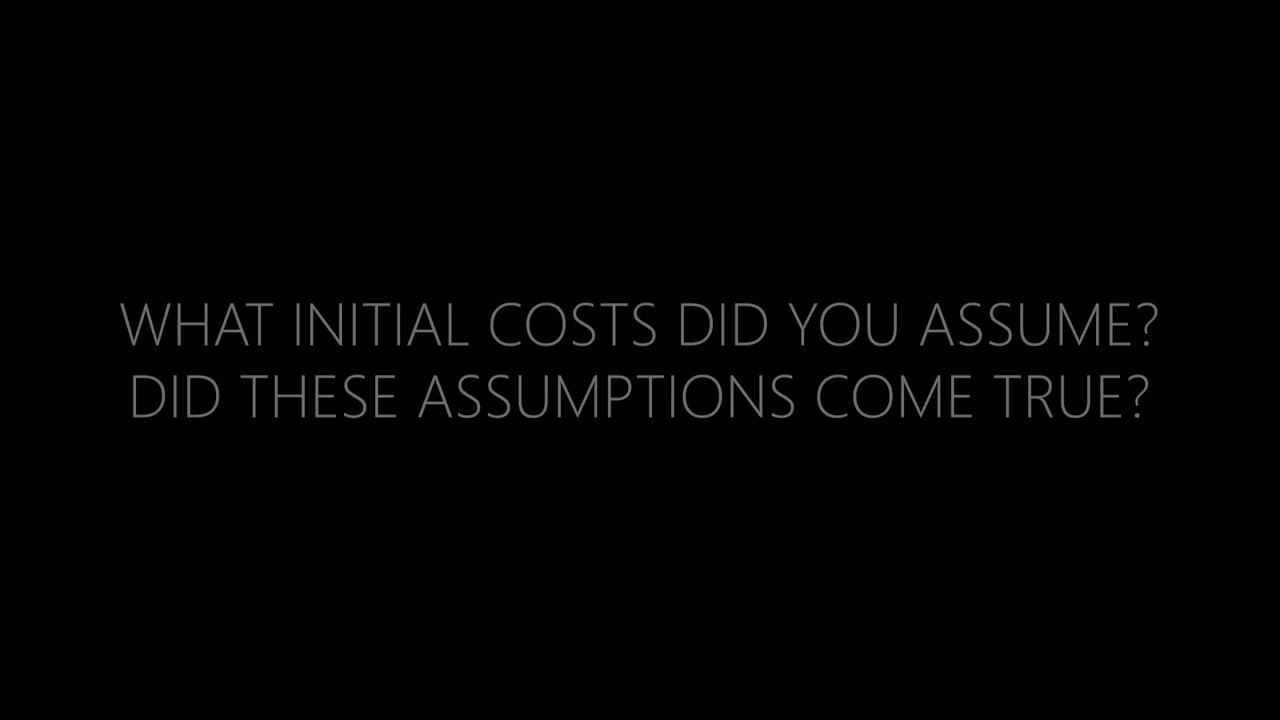 WHAT INITIAL COSTS DID YOU ASSUME?
DID THESE ASSUMPTIONS COME TRUE?